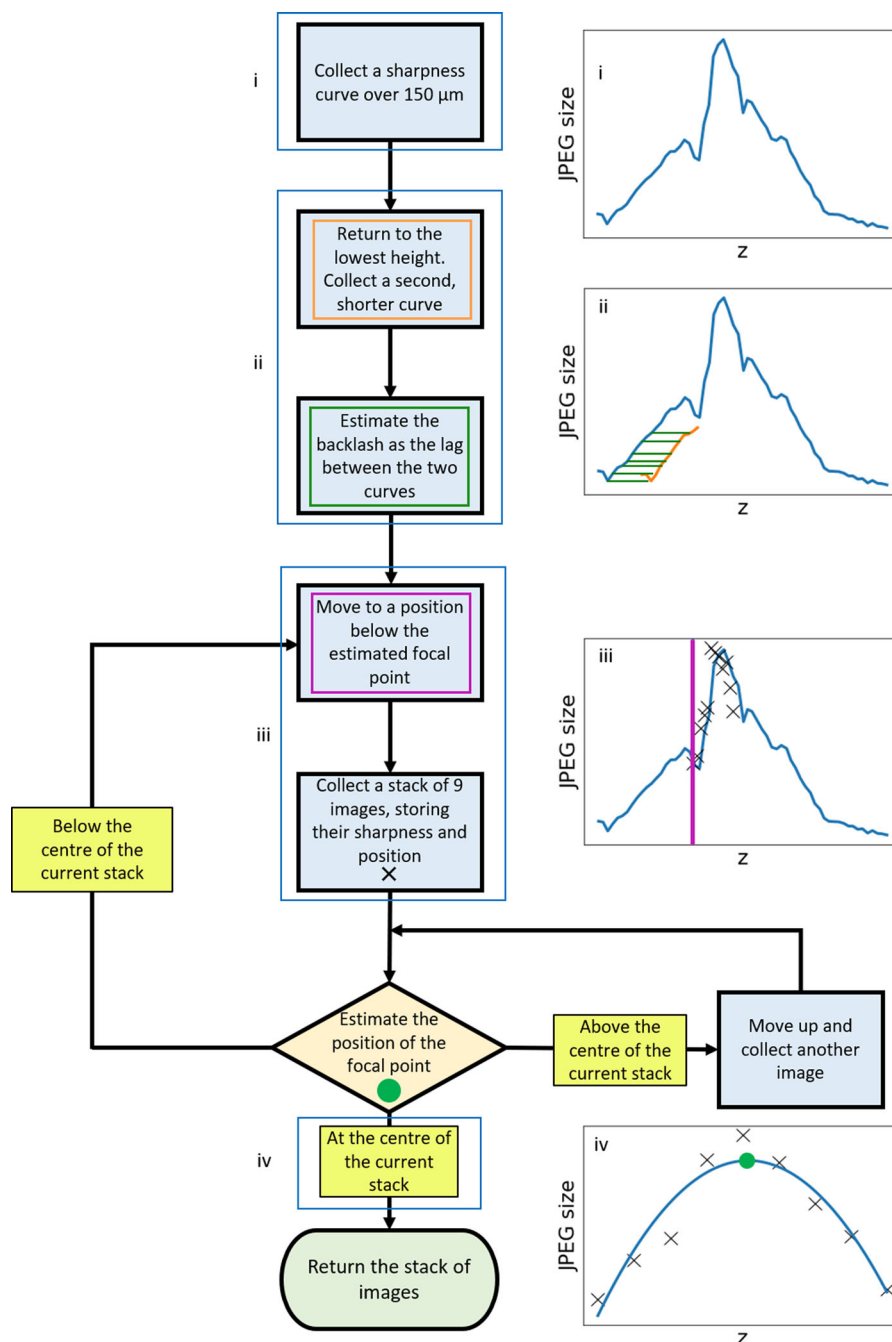 i
Collect a sharpness
curve over 150 μm
i
JPEG size
z
ii
Return to the
lowest height.
Collect a second,
shorter curve
Estimate the
backlash as the lag
between the two
curves
ii
JPEG size
z
iii
Move to a position
below the
estimated focal
point
Collect a stack of 9
images, storing
their sharpness and
position
iii
JPEG size
z
Below the
centre of the
current stack
Estimate the
position of the
focal point
Above the
centre of the
current stack
Move up and
collect another
image
iv
At the centre of
the current
stack
Return the stack of
images
iv
JPEG size
z